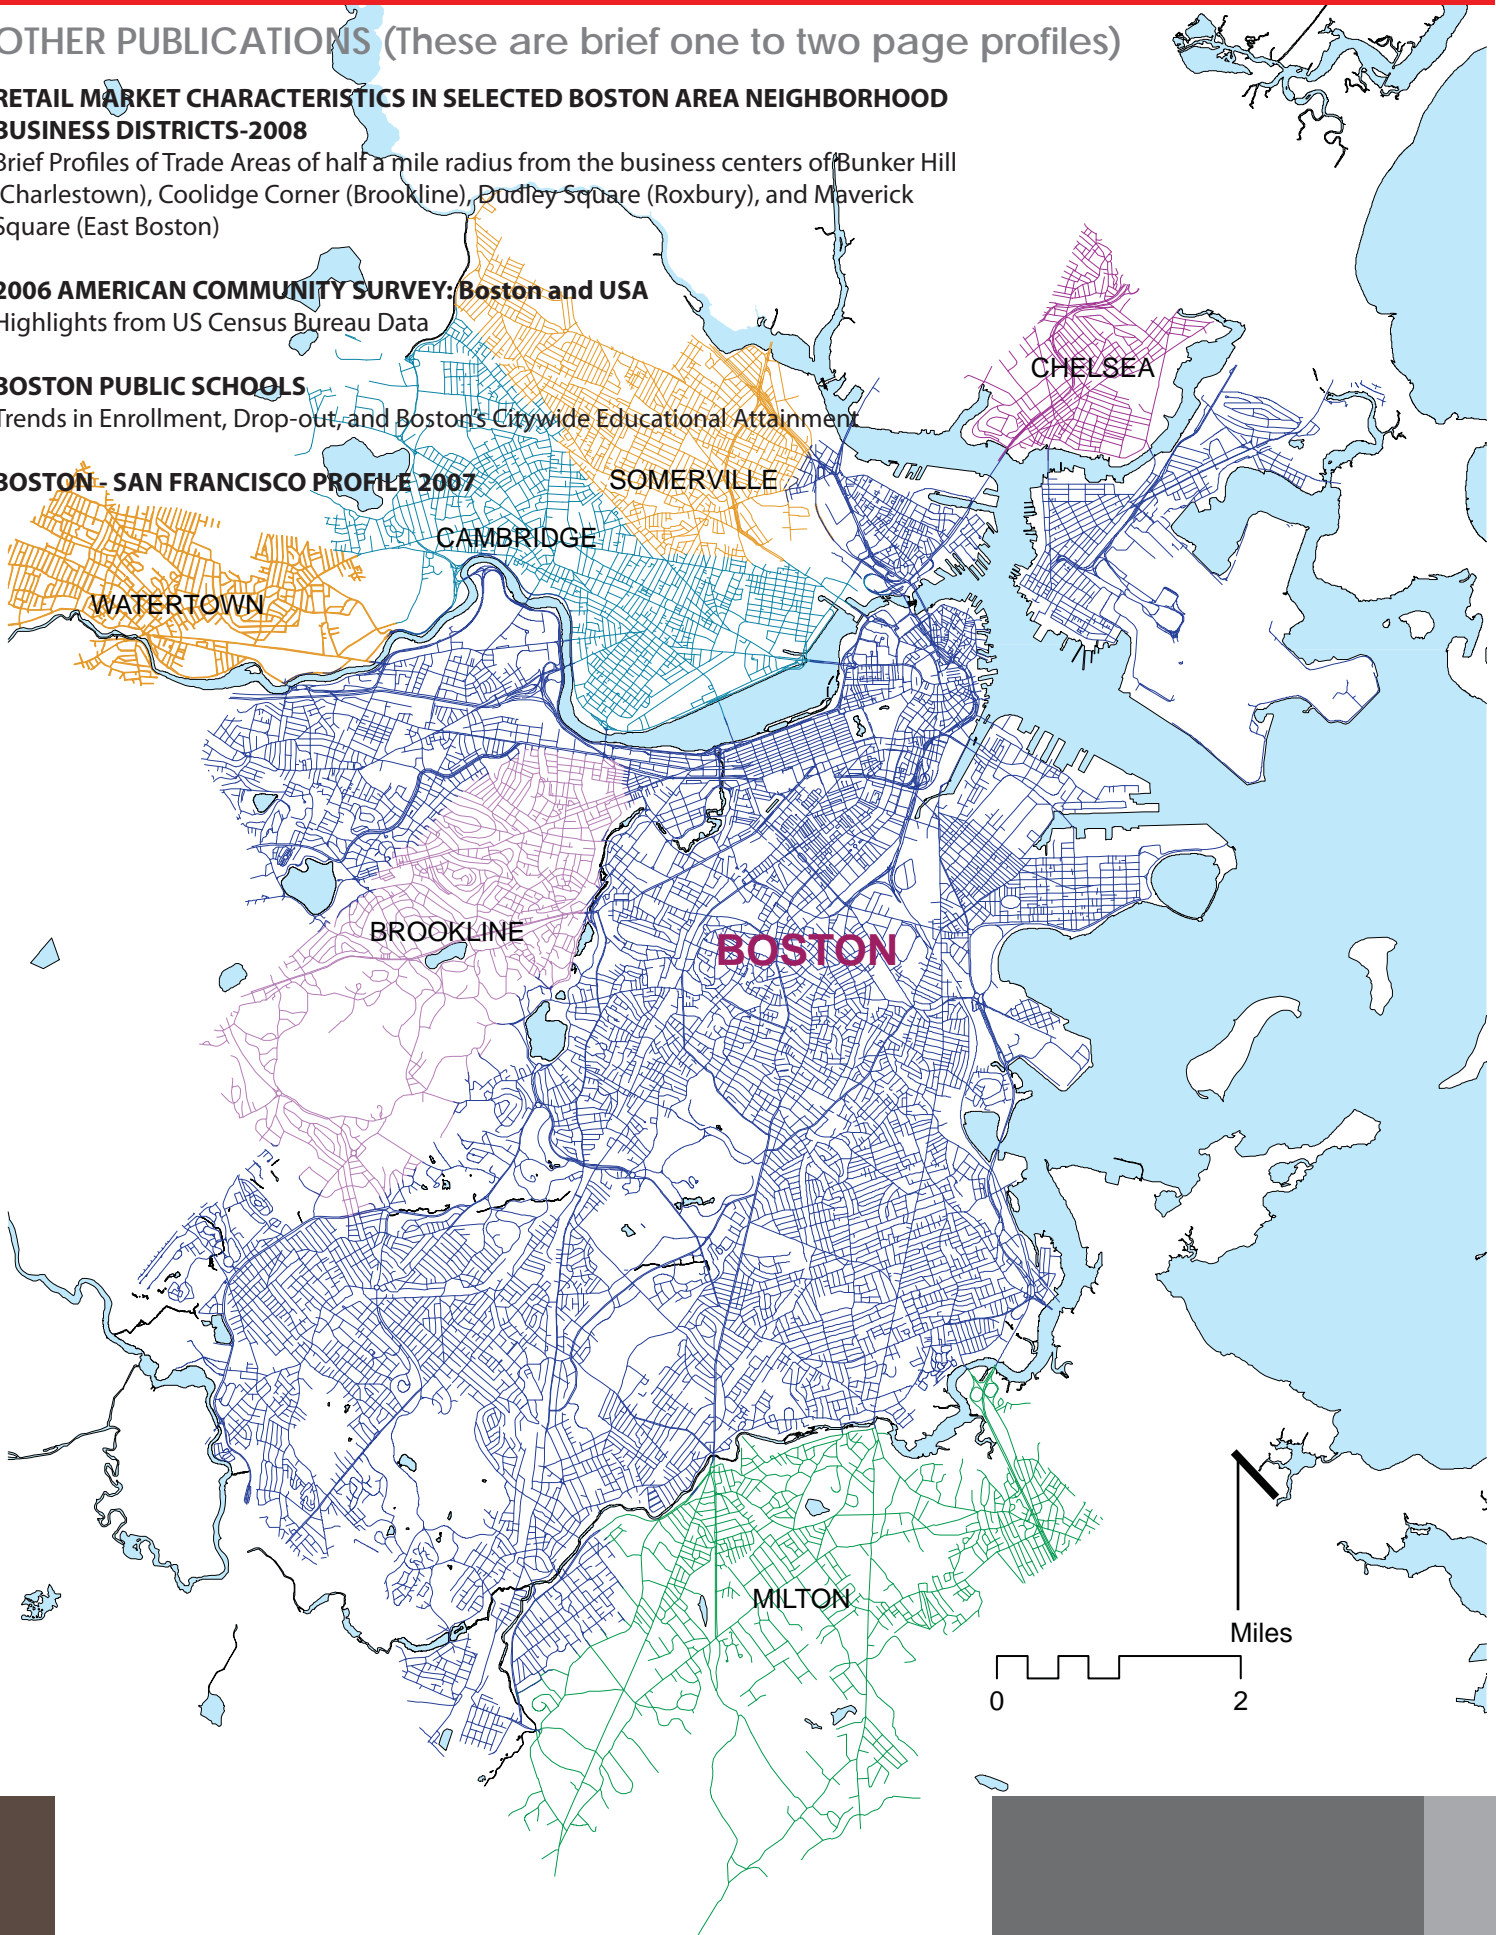 OTHER PUBLICATIONS (These are brief one to two page profiles)
RETAIL MARKET CHARACTERISTICS IN SELECTED BOSTON AREA NEIGHBORHOOD
BUSINESS DISTRICTS-2008
Brief Profiles of Trade Areas of half a mile radius from the business centers of Bunker Hill
(Charlestown), Coolidge Corner (Brookline), Dudley Square (Roxbury), and Maverick
Square (East Boston)
2006 AMERICAN COMMUNITY SURVEY: Boston and USA
Highlights from US Census Bureau Data
BOSTON PUBLIC SCHOOLS
Trends in Enrollment, Drop-out, and Boston's Citywide Educational Attainment
BOSTON - SAN FRANCISCO PROFILE 2007
CHELSEA
SOMERVILLE
CAMBRIDGE
WATERTOWN
BROOKLINE
BOSTON
MILTON
Miles
0 2